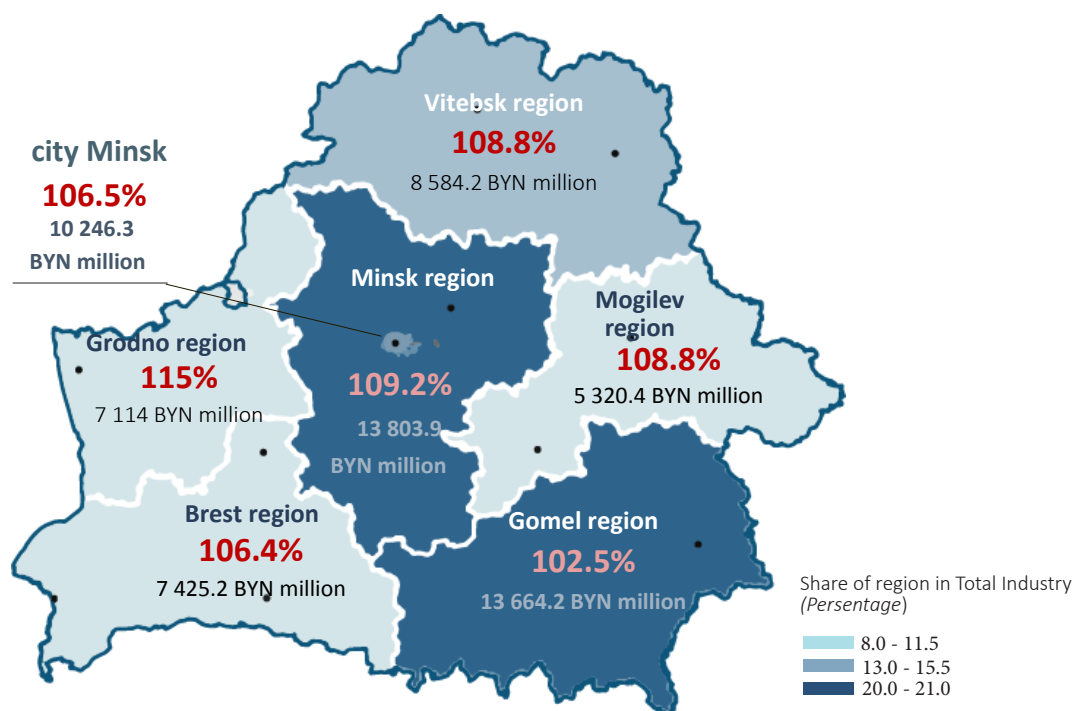 Vitebsk region
108.8%
8 584.2 BYN million
city Minsk
106.5%
10 246.3
BYN million
Minsk region
109.2%
13 803.9
BYN million
Mogilev
region
108.8%
5 320.4 BYN million
Grodno region
115%
7 114 BYN million
Brest region
106.4%
7 425.2 BYN million
Gomel region
102.5%
13 664.2 BYN million
Share of region in Total Industry
(Persentage)
8.0 - 11.5
13.0 - 15.5
20.0 - 21.0